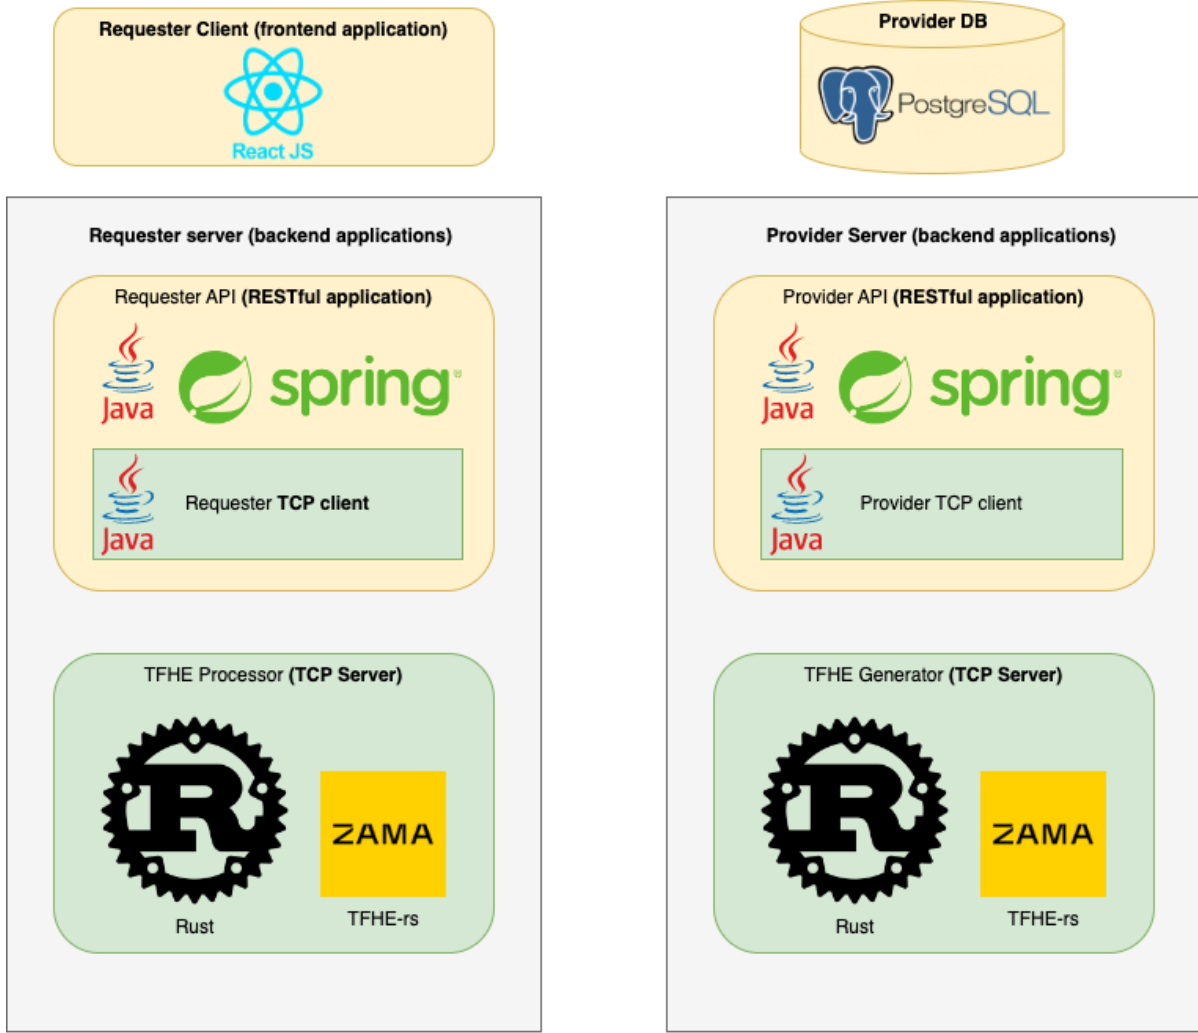 Requester Client (frontend application)
React JS
Provider DB
PostgreSQL
Requester server (backend applications)
Requester API (RESTful application)
Java
spring
Java
Requester TCP client
TFHE Processor (TCP Server)
R
ZAMA
Rust
TFHE-rs
Provider Server (backend applications)
Provider API (RESTful application)
Java
spring
Java
Provider TCP client
TFHE Generator (TCP Server)
R
ZAMA
Rust
TFHE-rs